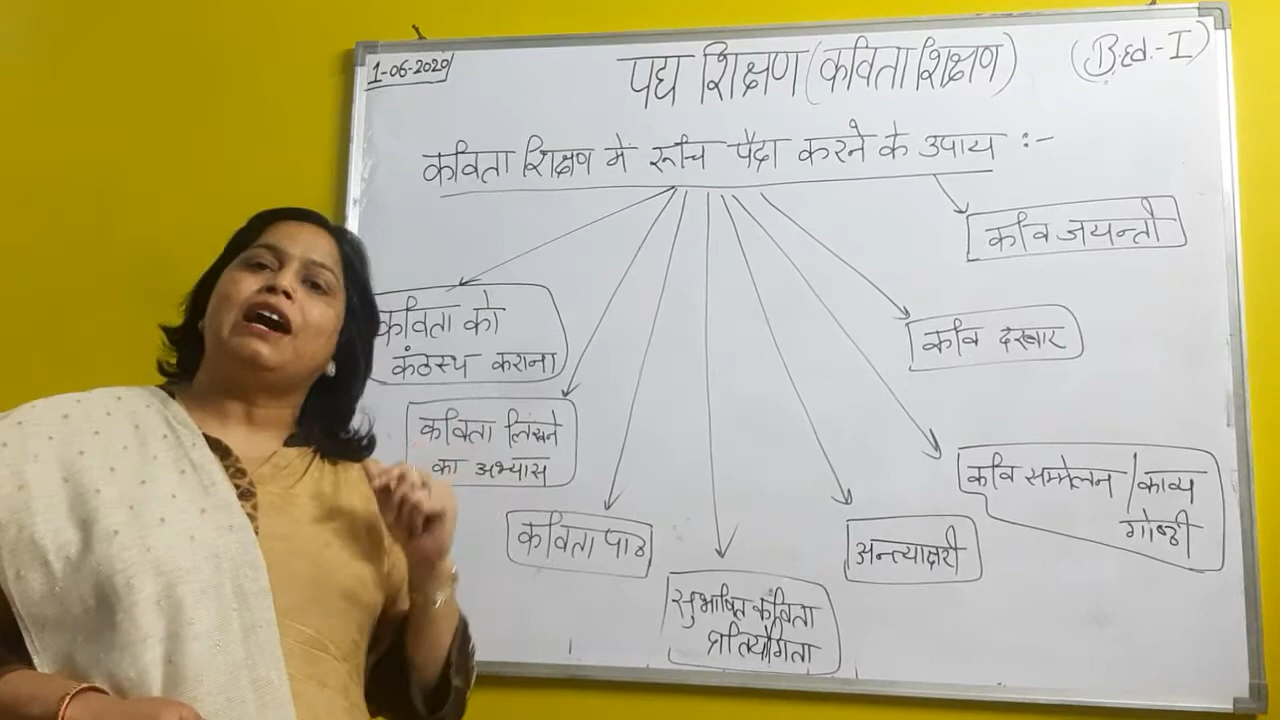 1-06-2020
पद्य शिक्षण (कविता शिक्षण)
(B.Ed.-I)
कविता शिक्षण में रूचि पैदा करने के उपाय :-
कवि जयन्ती
कविता को
कंठस्थ कराना
कवि दरबार
कविता लिखने
का अभ्यास
कवि सम्मेलन / काव्य
गोष्ठी
कविता पाठ
अन्त्याक्षरी
सुभाषित कविता
प्रतियोगिता